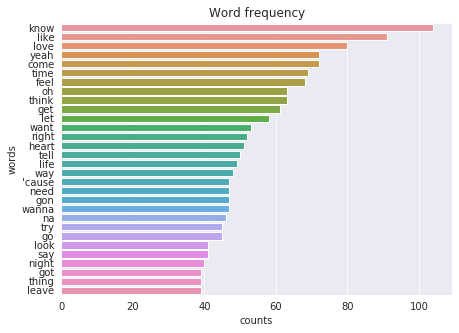 Word frequency
know
like
love
yeah
come
time
feel
oh
think
get
let
want
right
heart
tell
life
way
'cause
need
gon
wanna
na
try
go
look
say
night
got
thing
leave
words
0 20 40 60 80 100
counts